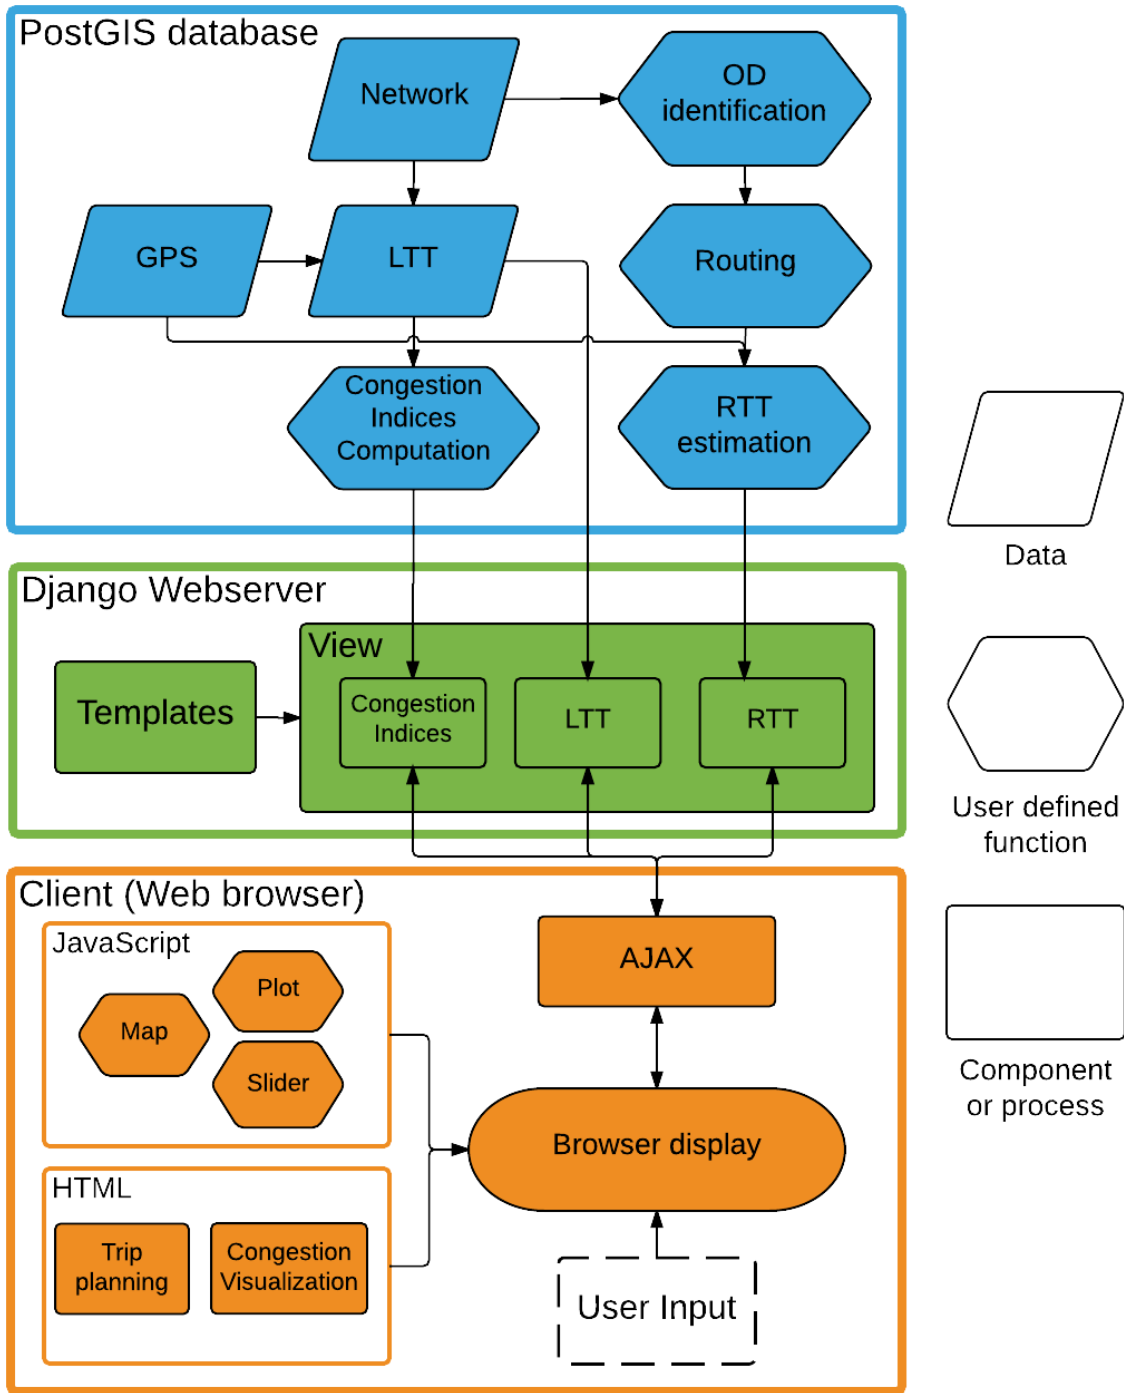 PostGIS database
Network
OD
identification
GPS
LTT
Routing
Congestion
Indices
Computation
RTT
estimation
Data
Django Webserver
View
Templates
Congestion
Indices
LTT
RTT
User defined
function
Client (Web browser)
JavaScript
Plot
Map
Slider
AJAX
Component
or process
Browser display
HTML
Trip
planning
Congestion
Visualization
User Input